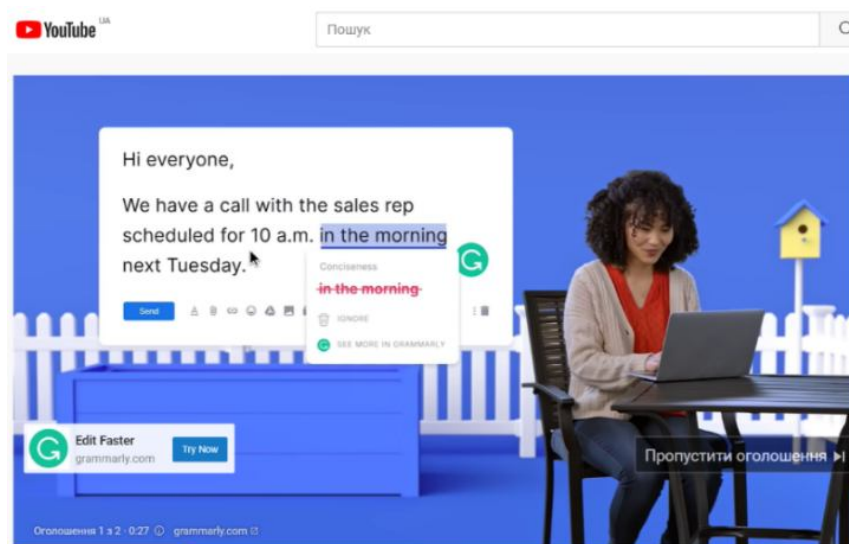 YouTube UA
Пошук
Hi everyone,
We have a call with the sales rep
scheduled for 10 a.m. in the morning
next Tuesday.
Conciseness
in the morning
Send
IGNORE
SEE MORE IN GRAMMARLY
Edit Faster
grammarly.com
Try Now
Пропустити оголошення
Оголошення 1 з 2 · 0:27 grammarly.com